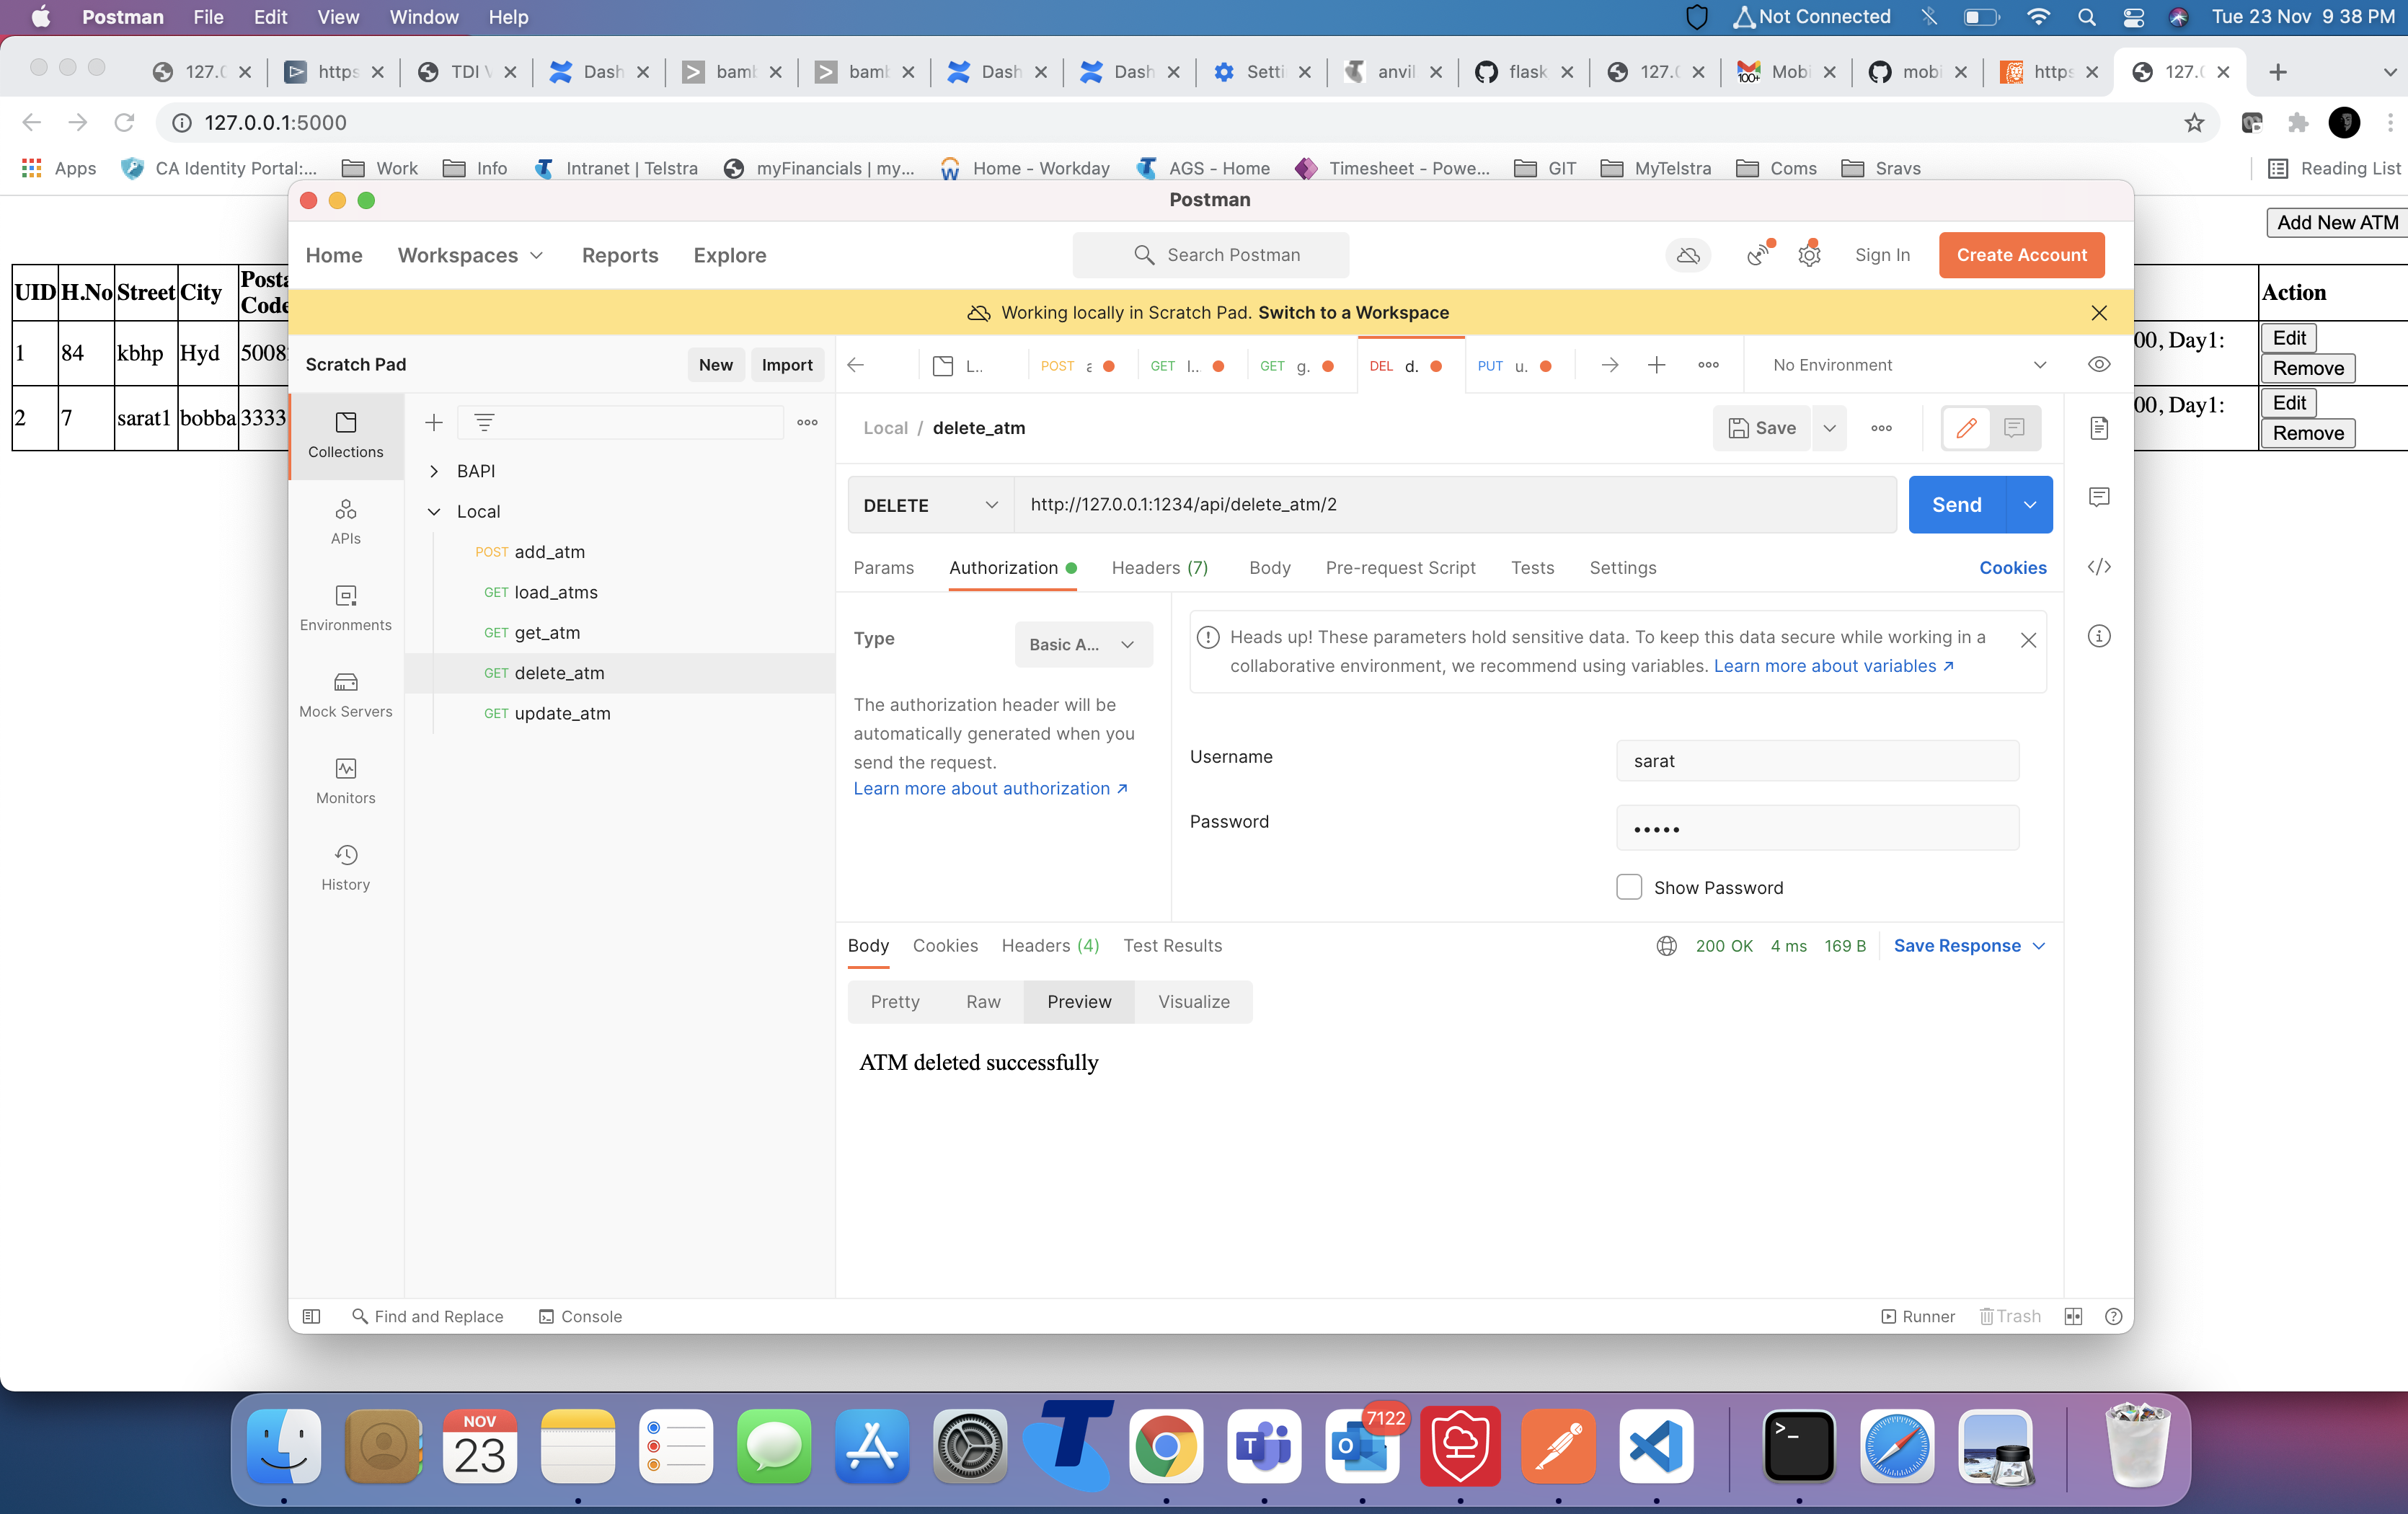 Postman File Edit View Window Help Not Connected Tue 23 Nov 9:38 PM
127.0 https TDI V Dash bamb bamb Dash Dash Setti anvil flask 127.0 100+ Mobi mobi https 127.0
127.0.0.1:5000
Apps CA Identity Portal:... Work Info Intranet | Telstra myFinancials | my... Home - Workday AGS - Home Timesheet - Powe... GIT MyTelstra Coms Sravs Reading List
Postman
Add New ATM
Home Workspaces Reports Explore Search Postman Sign In Create Account
UID H.No Street City Posta Code Action
Working locally in Scratch Pad. Switch to a Workspace
1 84 kbhp Hyd 5008 00, Day1: Edit Remove
2 7 sarat1 bobba 3333 00, Day1: Edit Remove
Scratch Pad New Import
L.. POST GET l... GET g. DEL d. PUT u. No Environment
Collections
APIs
Environments
Mock Servers
Monitors
History
BAPI
Local
POST add_atm
GET load_atms
GET get_atm
GET delete_atm
GET update_atm
Local / delete_atm Save
DELETE http://127.0.0.1:1234/api/delete_atm/2 Send
Params Authorization Headers (7) Body Pre-request Script Tests Settings Cookies
Type Basic A...
The authorization header will be
automatically generated when you
send the request.
Learn more about authorization ↗
Heads up! These parameters hold sensitive data. To keep this data secure while working in a
collaborative environment, we recommend using variables. Learn more about variables ↗
Username sarat
Password •••••
Show Password
Body Cookies Headers (4) Test Results 200 OK 4 ms 169 B Save Response
Pretty Raw Preview Visualize
ATM deleted successfully
Find and Replace Console Runner Trash
NOV
23
7122